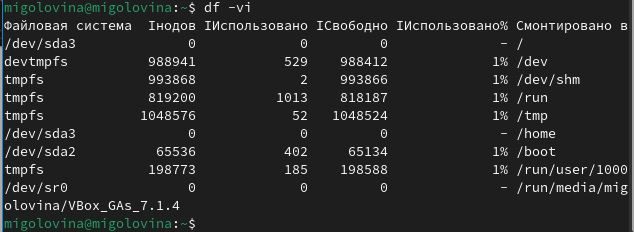 migolovina@migolovina:~$ df -vi
Файловая система  Iнодов IИспользовано IСвободно IИспользовано% Смонтировано в
/dev/sda3              0             0         0              - /
devtmpfs          988941           529    988412             1% /dev
tmpfs             993868             2    993866             1% /dev/shm
tmpfs             819200          1013    818187             1% /run
tmpfs            1048576            52   1048524             1% /tmp
/dev/sda3              0             0         0              - /home
/dev/sda2          65536           402     65134             1% /boot
tmpfs             198773           185    198588             1% /run/user/1000
/dev/sr0               0             0         0              - /run/media/mig
olovina/VBox_GAs_7.1.4
migolovina@migolovina:~$